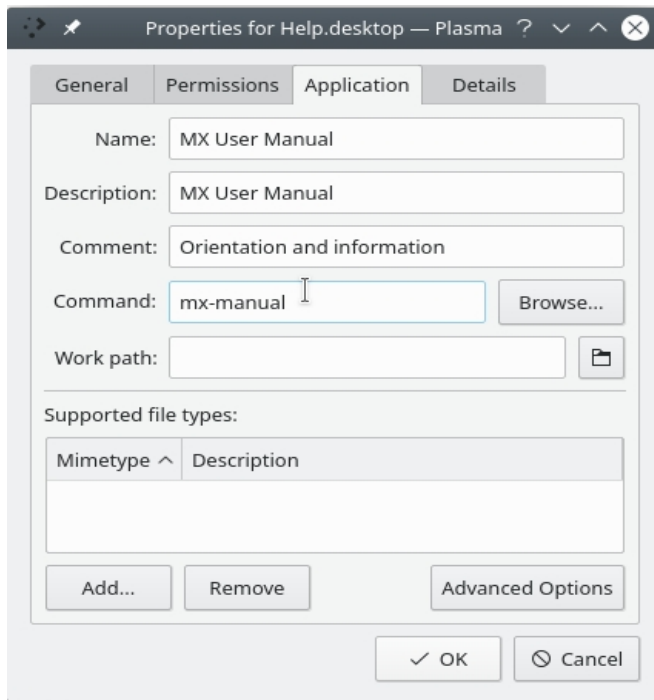 Properties for Help.desktop — Plasma ?
General Permissions Application Details
Name: MX User Manual
Description: MX User Manual
Comment: Orientation and information
Command: mx-manual Browse...
Work path:
Supported file types:
Mimetype Description
Add... Remove Advanced Options
OK Cancel